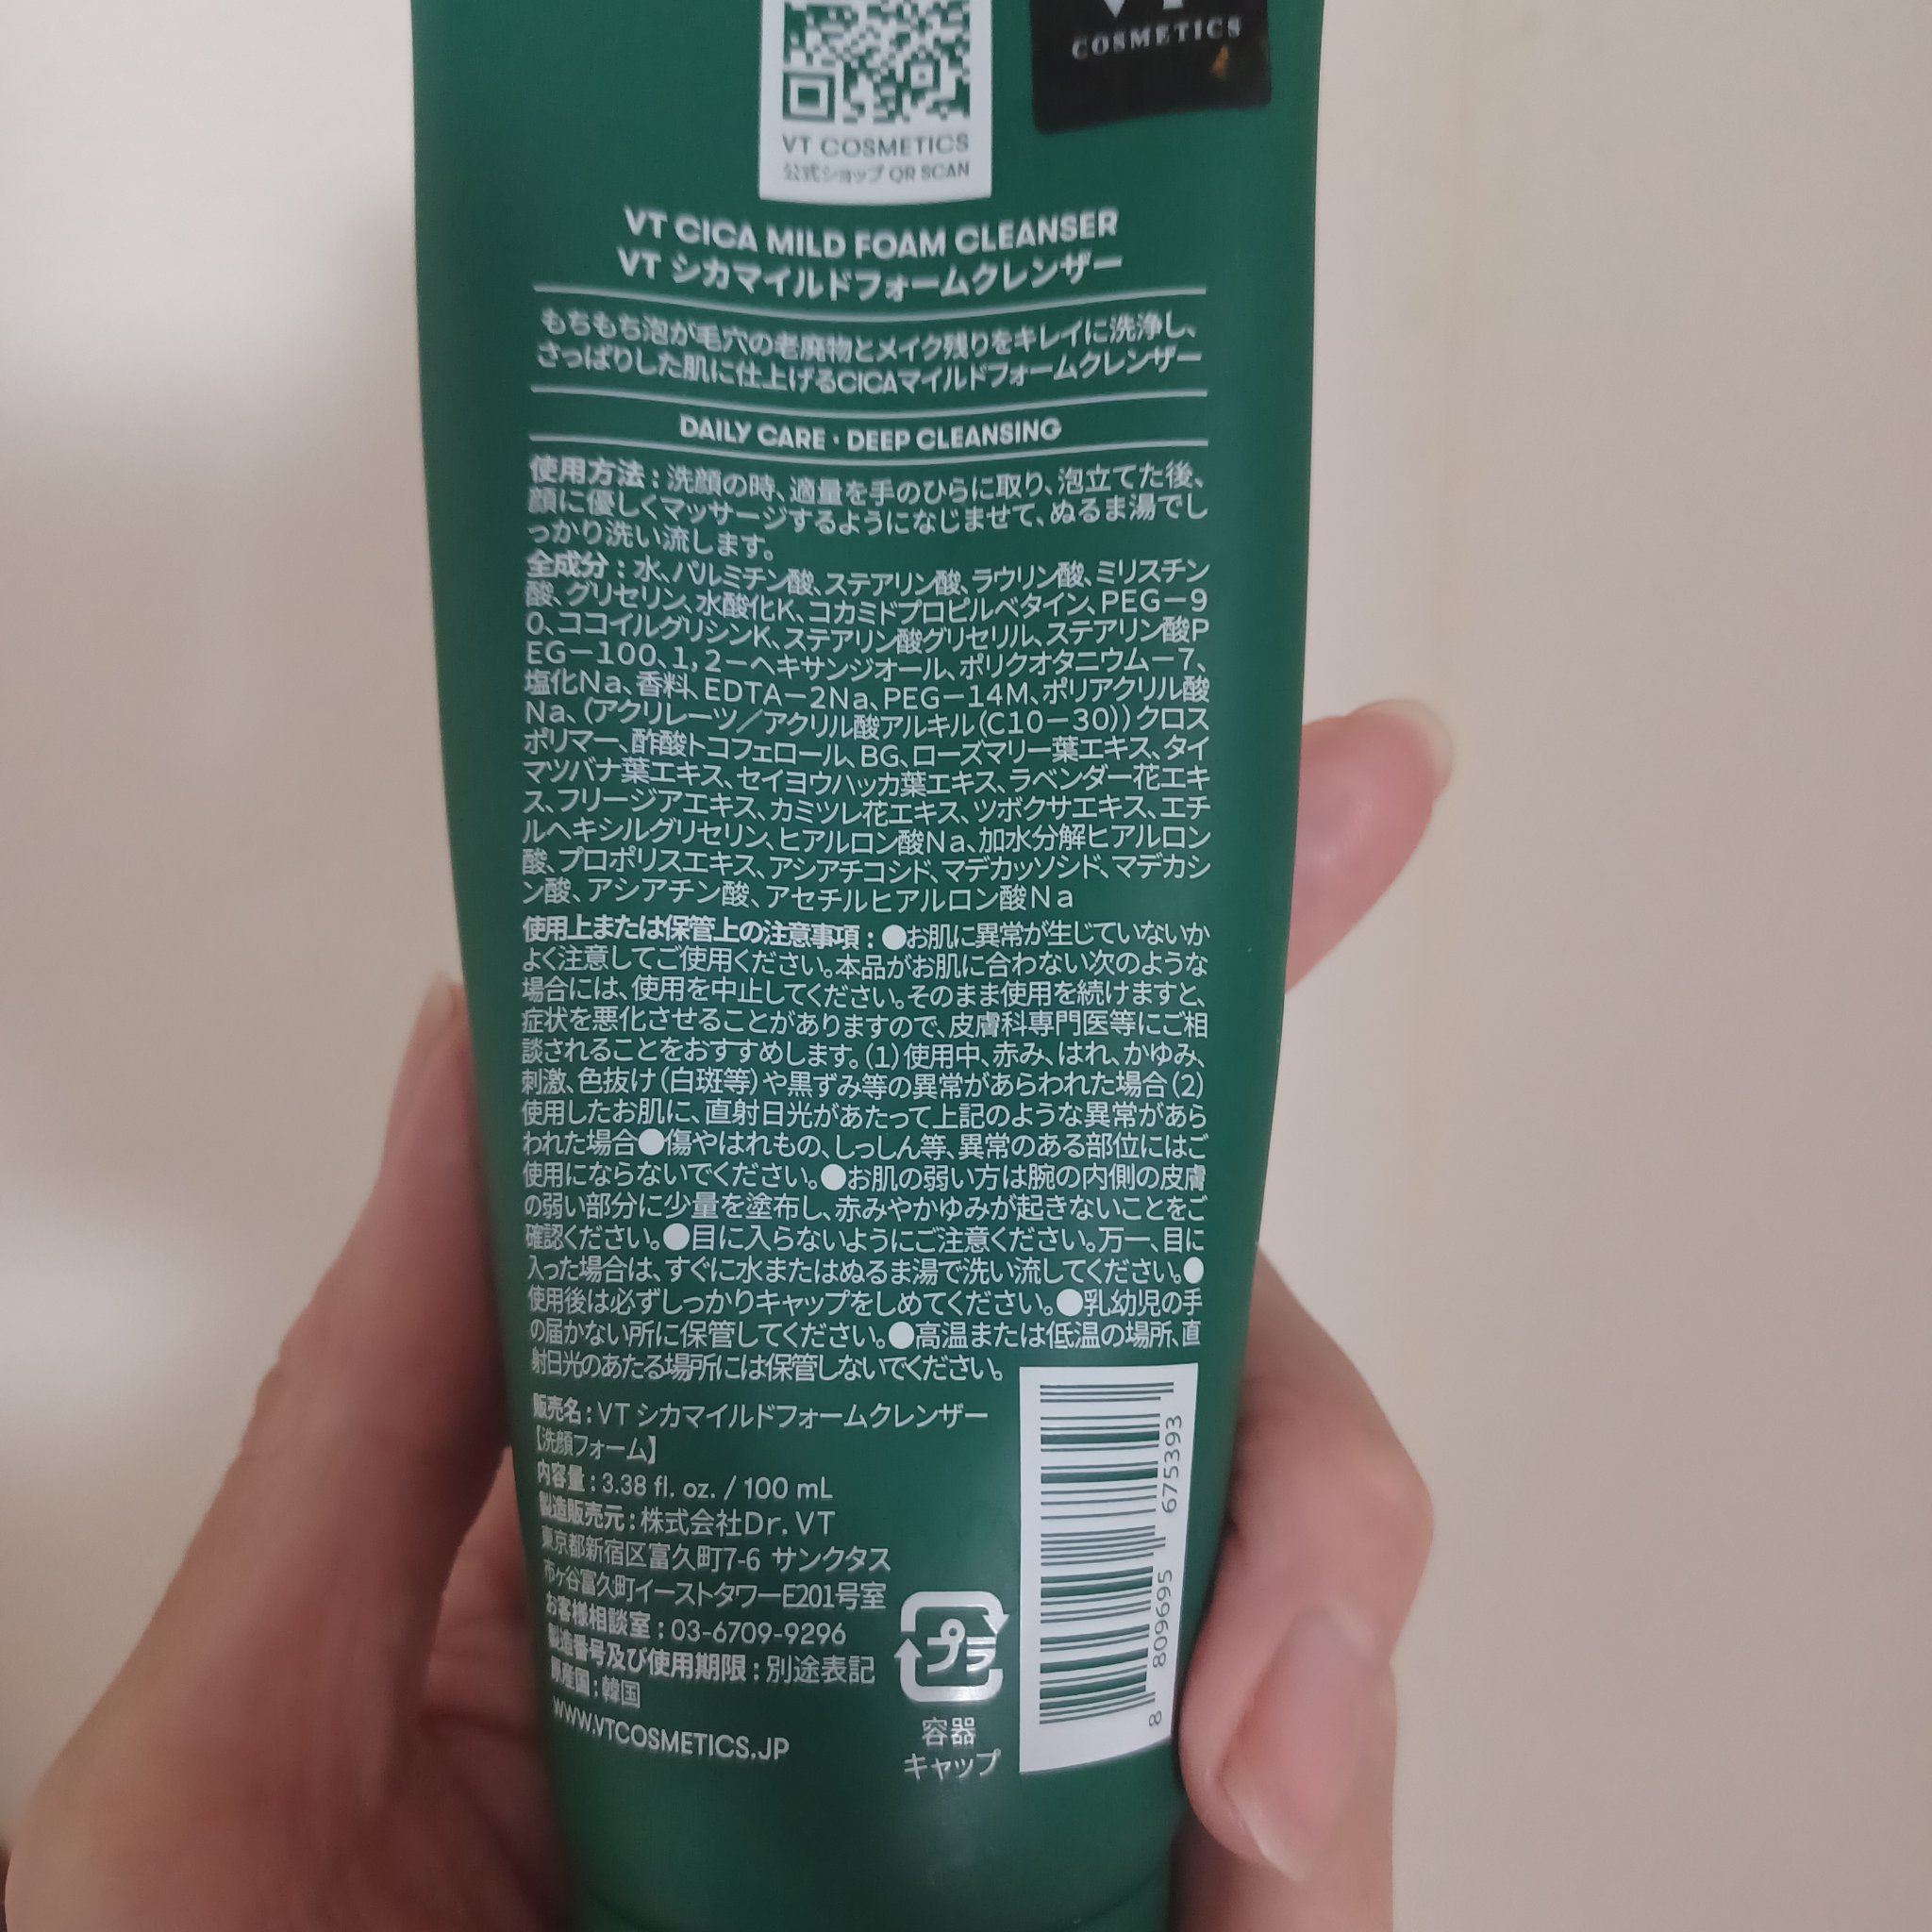 COSMETICS
VT COSMETICS
公式ショップ QR SCAN
VT CICA MILD FOAM CLEANSER
VT シカマイルドフォームクレンザー
もちもち泡が毛穴の老廃物とメイク残りをキレイに洗浄し、
さっぱりした肌に仕上げるCICAマイルドフォームクレンザー
DAILY CARE・DEEP CLEANSING
使用方法：洗顔の時、適量を手のひらに取り、泡立てた後、
顔に優しくマッサージするようになじませて、ぬるま湯でし
っかり洗い流します。
全成分：水、パルミチン酸、ステアリン酸、ラウリン酸、ミリスチン
酸、グリセリン、水酸化K、コカミドプロピルベタイン、PEG－9
0、ココイルグリシンK、ステアリン酸グリセリル、ステアリン酸P
EG－100、1，2－ヘキサンジオール、ポリクオタニウム－7、
塩化Na、香料、EDTA－2Na、PEG－14M、ポリアクリル酸
Na、（アクリレーツ／アクリル酸アルキル（C10－30））クロス
ポリマー、酢酸トコフェロール、BG、ローズマリー葉エキス、タイ
マツバナ葉エキス、セイヨウハッカ葉エキス、ラベンダー花エキ
ス、フリージアエキス、カミツレ花エキス、ツボクサエキス、エチ
ルヘキシルグリセリン、ヒアルロン酸Na、加水分解ヒアルロン
酸、プロポリスエキス、アシアチコシド、マデカッソシド、マデカシ
ン酸、アシアチン酸、アセチルヒアルロン酸Na
使用上または保管上の注意事項：●お肌に異常が生じていないか
よく注意してご使用ください。本品がお肌に合わない次のような
場合には、使用を中止してください。そのまま使用を続けますと、
症状を悪化させることがありますので、皮膚科専門医等にご相
談されることをおすすめします。（1）使用中、赤み、はれ、かゆみ、
刺激、色抜け（白斑等）や黒ずみ等の異常があらわれた場合（2）
使用したお肌に、直射日光があたって上記のような異常があら
われた場合●傷やはれもの、しっしん等、異常のある部位にはご
使用にならないでください。●お肌の弱い方は腕の内側の皮膚
の弱い部分に少量を塗布し、赤みやかゆみが起きないことをご
確認ください。●目に入らないようにご注意ください。万一、目に
入った場合は、すぐに水またはぬるま湯で洗い流してください。●
使用後は必ずしっかりキャップをしめてください。●乳幼児の手
の届かない所に保管してください。●高温または低温の場所、直
射日光のあたる場所には保管しないでください。
販売名：VT シカマイルドフォームクレンザー
【洗顔フォーム】
内容量：3.38 fl. oz. / 100 mL
製造販売元：株式会社Dr. VT
東京都新宿区富久町7-6 サンクタス
市ヶ谷富久町イーストタワーE201号室
お客様相談室：03-6709-9296
製造番号及び使用期限：別途表記
原産国：韓国
WWW.VTCOSMETICS.JP
プラ
容器
キャップ
8 809695 675393